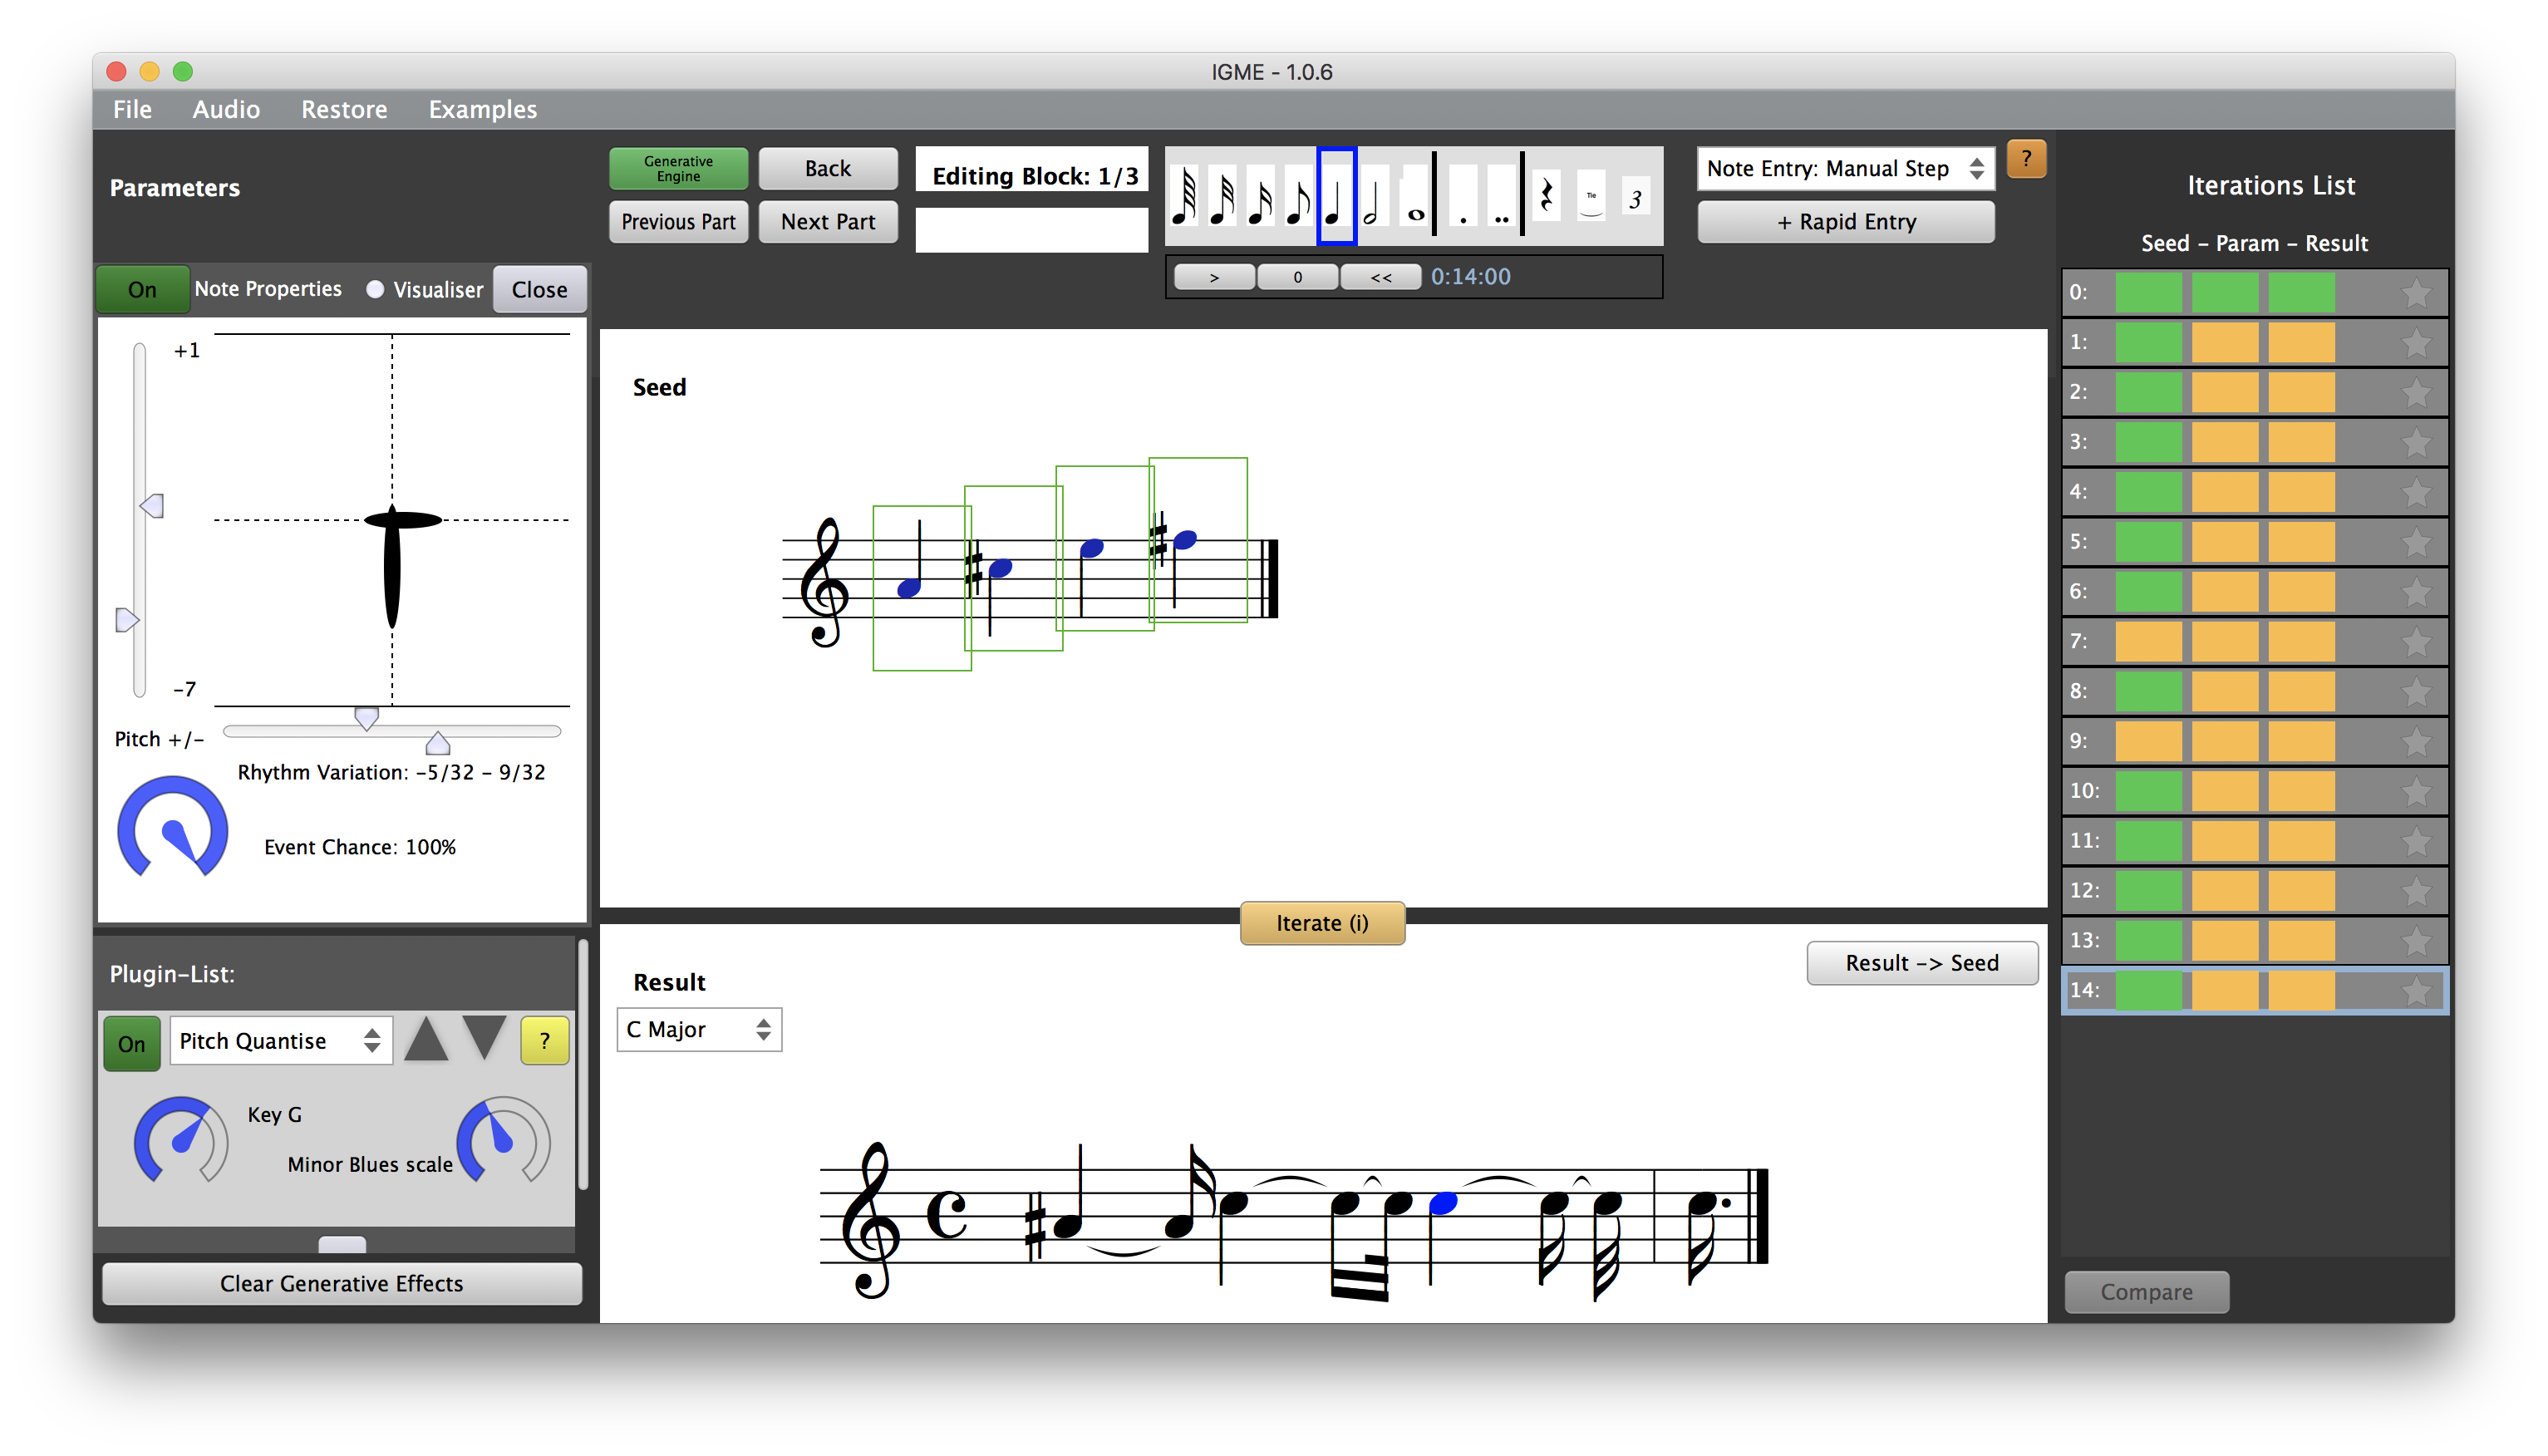 IGME - 1.0.6
File Audio Restore Examples
Parameters
Generative Engine
Back
Previous Part
Next Part
Editing Block: 1/3
Tie
3
> 0 << 0:14:00
Note Entry: Manual Step
?
+ Rapid Entry
Iterations List
Seed - Param - Result
On Note Properties Visualiser Close
+1
-7
Pitch +/-
Rhythm Variation: -5/32 - 9/32
Event Chance: 100%
Plugin-List:
On Pitch Quantise ?
Key G
Minor Blues scale
Clear Generative Effects
Seed
Iterate (i)
Result
Result -> Seed
C Major
0:
1:
2:
3:
4:
5:
6:
7:
8:
9:
10:
11:
12:
13:
14:
Compare